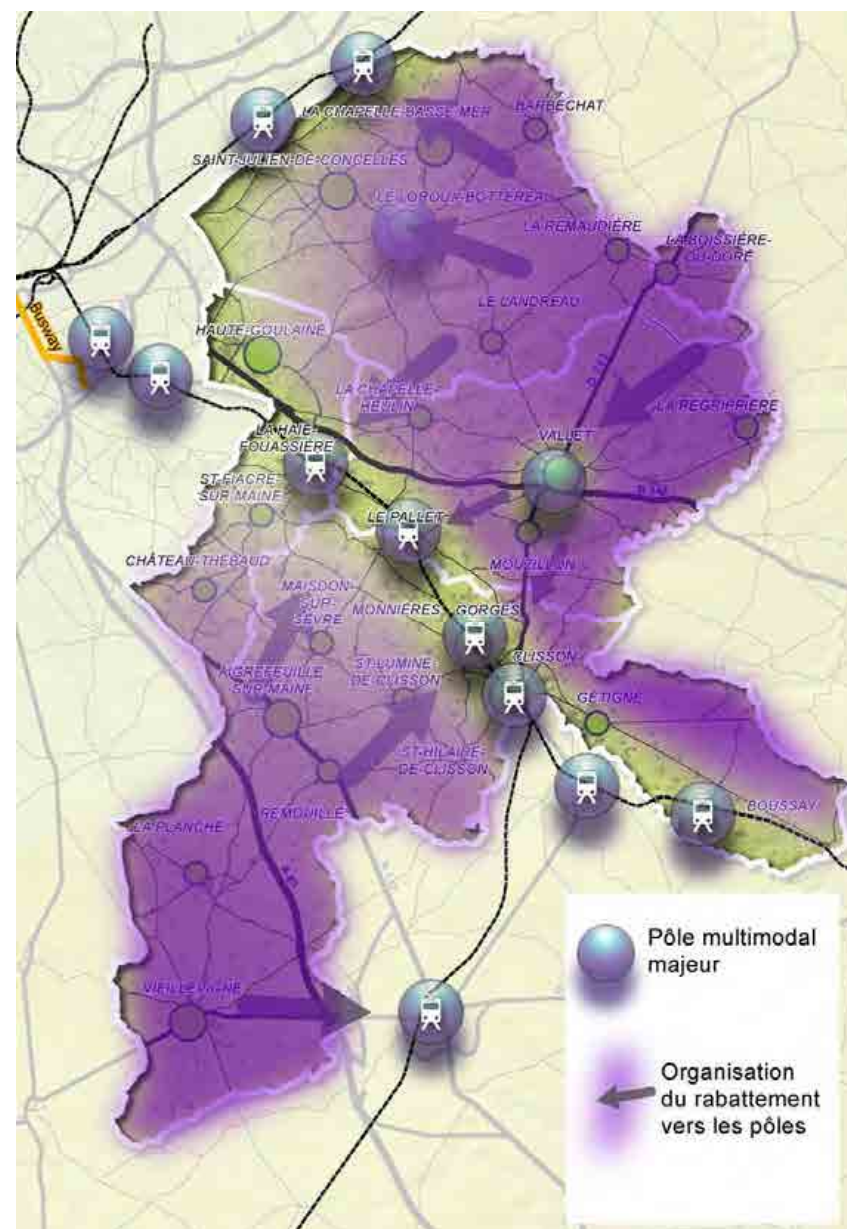 LA CHAPELLE-BASSE-MER
BARBECHAT
SAINT-JULIEN-DE-CONCELLES
LE LOROUX-BOTTEREAU
LA REMAUDIÈRE
LA BOISSIÈRE-
DU-DORÉ
LE LANDREAU
Busway
HAUTE-GOULAINE
LA CHAPELLE-
HEULIN
LA REGRIPPIÈRE
VALLET
LA HAIE-
FOUASSIÈRE
ST-FIACRE-
SUR-MAINE
LE PALLET
MOUZILLON
CHÂTEAU-THÉBAUD
MAISDON-
SUR-
SÈVRE
MONNIÈRES
GORGES
CLISSON
AIGREFEUILLE
SUR-MAINE
ST-LUMINE-
DE-CLISSON
GÉTIGNÉ
ST-HILAIRE-
DE-CLISSON
REMOUILLÉ
BOUSSAY
LA PLANCHE
VIEILLEVIGNE
Pôle multimodal
majeur
Organisation
du rabattement
vers les pôles